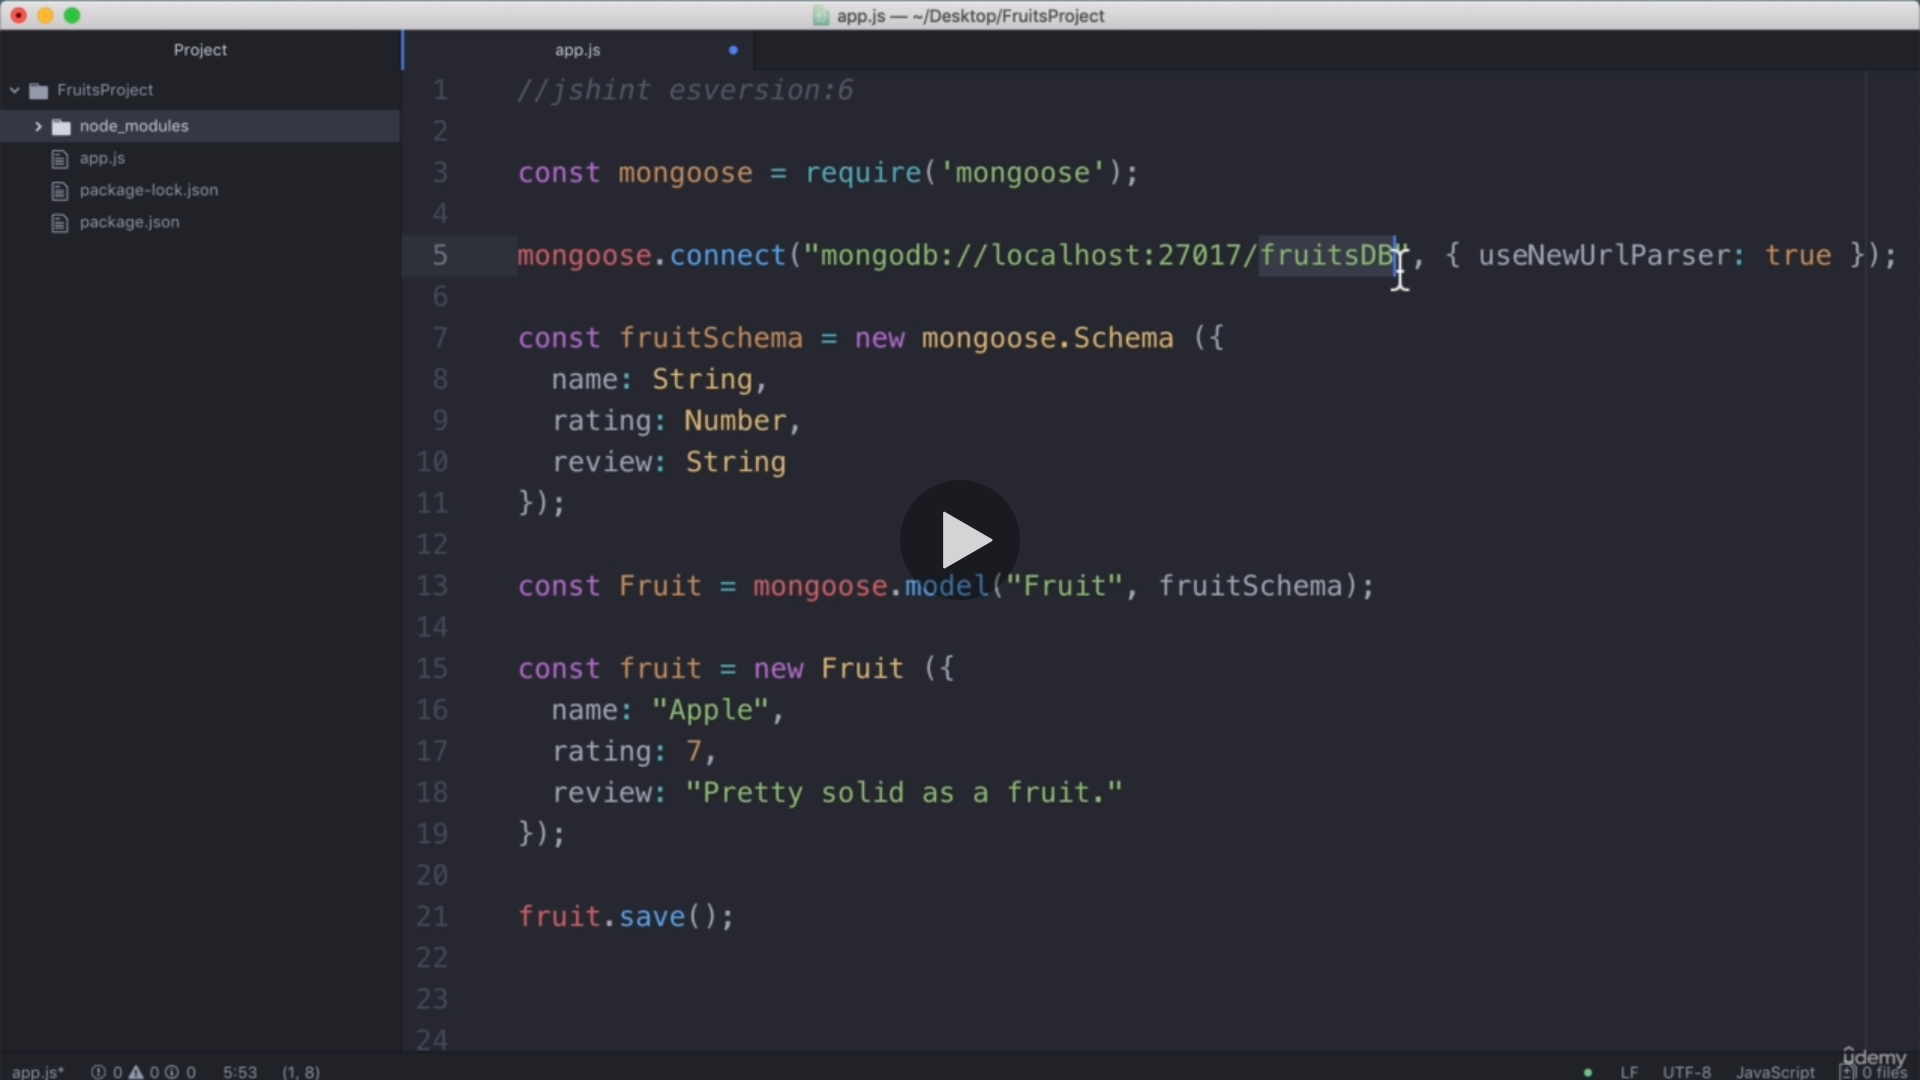 app.js — ~/Desktop/FruitsProject
Project
app.js
FruitsProject
node_modules
app.js
package-lock.json
package.json
1 //jshint esversion:6
2
3 const mongoose = require('mongoose');
4
5 mongoose.connect("mongodb://localhost:27017/fruitsDB", { useNewUrlParser: true });
6
7 const fruitSchema = new mongoose.Schema ({
8 name: String,
9 rating: Number,
10 review: String
11 });
12
13 const Fruit = mongoose.model("Fruit", fruitSchema);
14
15 const fruit = new Fruit ({
16 name: "Apple",
17 rating: 7,
18 review: "Pretty solid as a fruit."
19 });
20
21 fruit.save();
22
23
24
app.js* 0 0 0 5:53 (1, 8) LF UTF-8 JavaScript 0 files
ûdemy